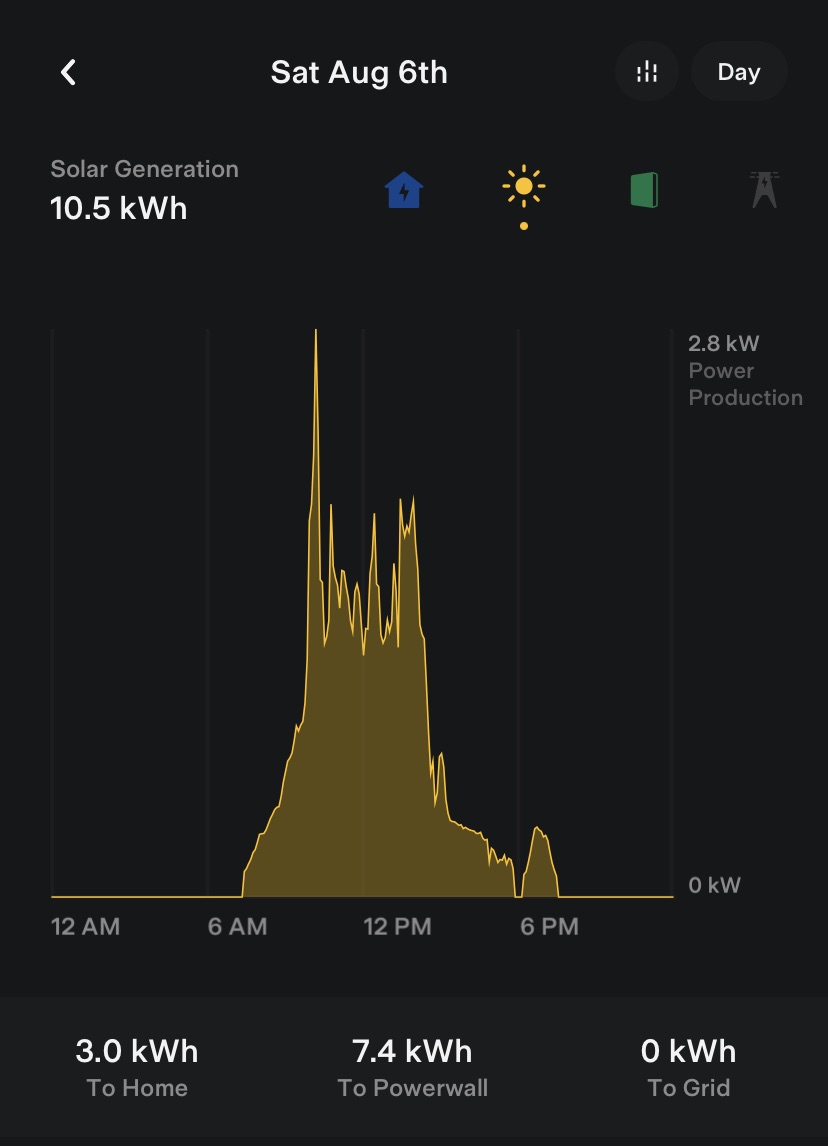 Sat Aug 6th
Day
Solar Generation
10.5 kWh
2.8 kW
Power
Production
0 kW
12 AM 6 AM 12 PM 6 PM
3.0 kWh 7.4 kWh 0 kWh
To Home To Powerwall To Grid